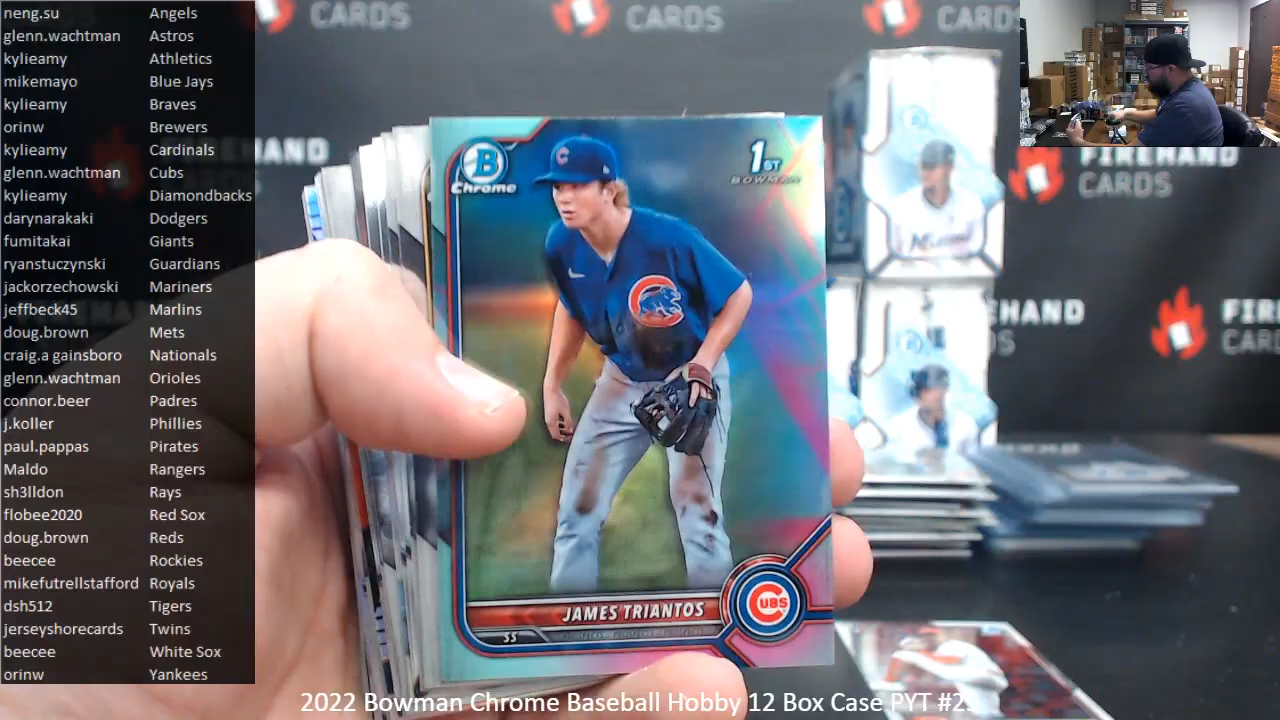 neng.su Angels
glenn.wachtman Astros
kylieamy Athletics
mikemayo Blue Jays
kylieamy Braves
orinw Brewers
kylieamy Cardinals
glenn.wachtman Cubs
kylieamy Diamondbacks
darynarakaki Dodgers
fumitakai Giants
ryanstuczynski Guardians
jackorzechowski Mariners
jeffbeck45 Marlins
doug.brown Mets
craig.a gainsboro Nationals
glenn.wachtman Orioles
connor.beer Padres
j.koller Phillies
paul.pappas Pirates
Maldo Rangers
sh3lldon Rays
flobee2020 Red Sox
doug.brown Reds
beecee Rockies
mikefutrellstafford Royals
dsh512 Tigers
jerseyshorecards Twins
beecee White Sox
orinw Yankees
CARDS
CARDS
CARDS
FIREHAND
CARDS
B
Chrome
1ST
BOWMAN
C
CUBS
JAMES TRIANTOS
SS
FIREHAND
CARDS
2022 Bowman Chrome Baseball Hobby 12 Box Case PYT